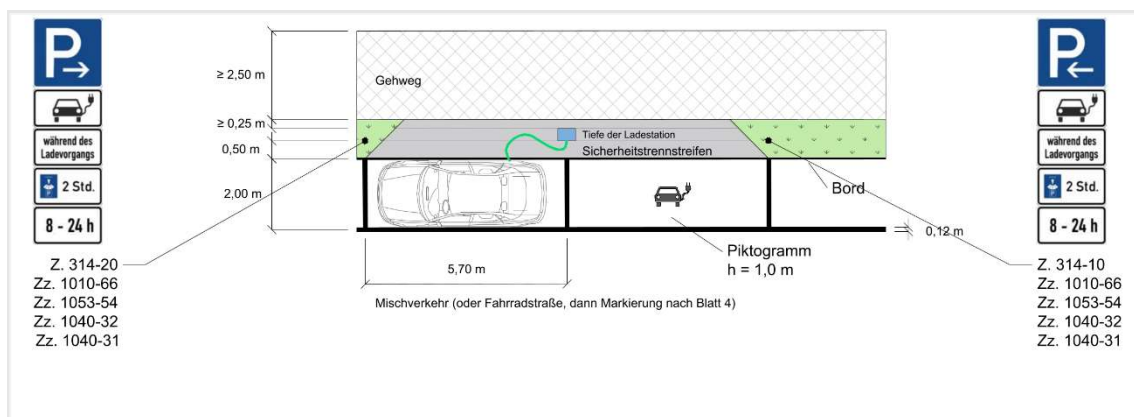 P
während des
Ladevorgangs
P
2 Std.
8 - 24 h
Z. 314-20
Zz. 1010-66
Zz. 1053-54
Zz. 1040-32
Zz. 1040-31
≥ 2,50 m
≥ 0,25 m
0,50 m
2,00 m
Gehweg
Tiefe der Ladestation
Sicherheitstrennstreifen
Bord
0,12 m
Piktogramm
h = 1,0 m
5,70 m
Mischverkehr (oder Fahrradstraße, dann Markierung nach Blatt 4)
P
während des
Ladevorgangs
P
2 Std.
8 - 24 h
Z. 314-10
Zz. 1010-66
Zz. 1053-54
Zz. 1040-32
Zz. 1040-31